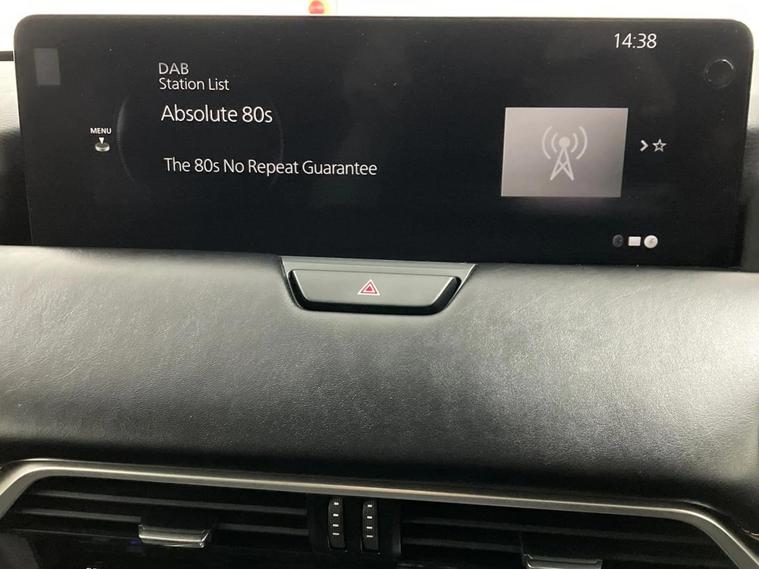 14:38
DAB
Station List
Absolute 80s
MENU
The 80s No Repeat Guarantee